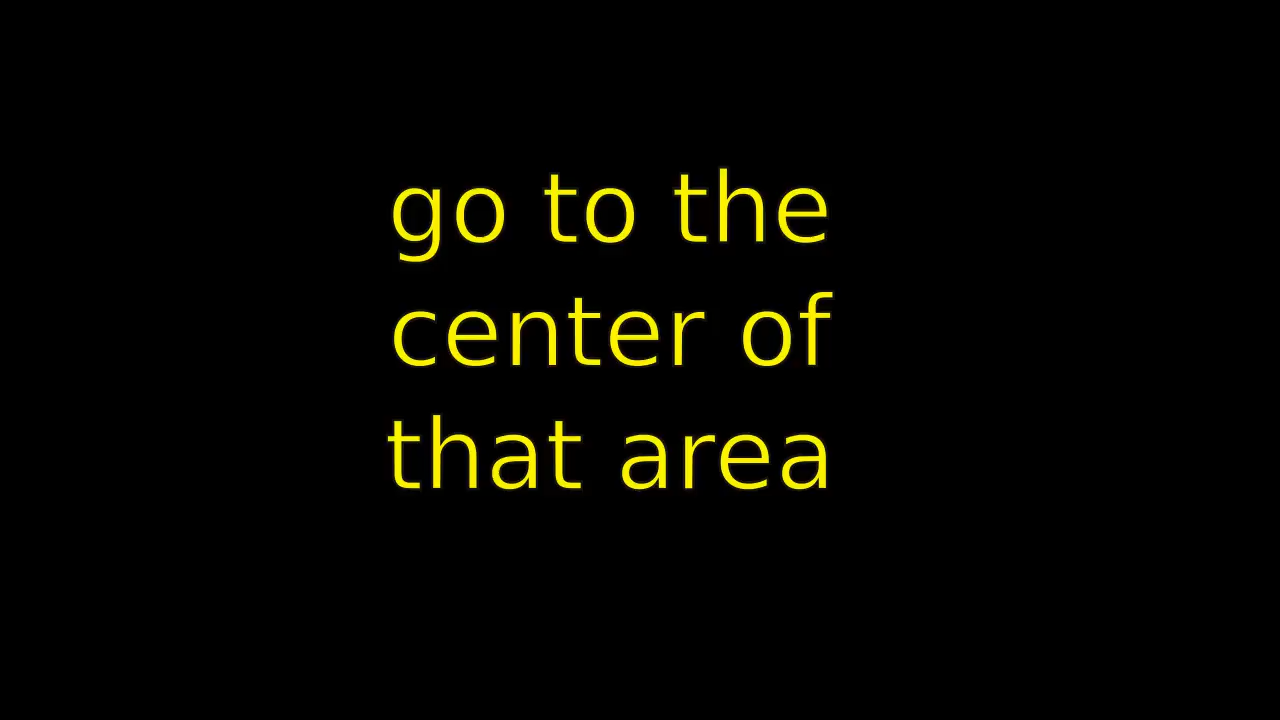 go to the
center of
that area